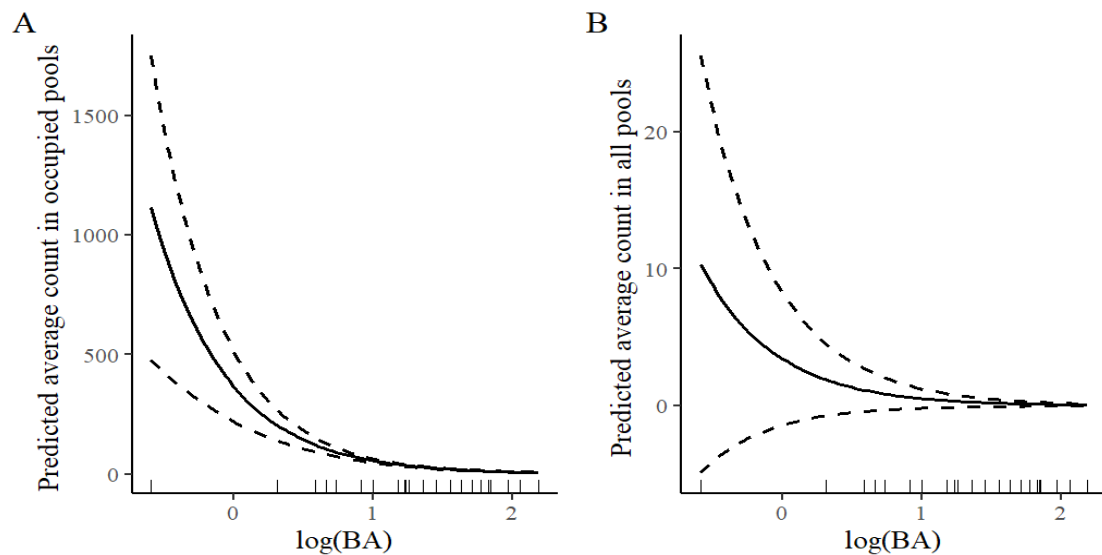 A
Predicted average count in occupied pools
1500
1000
500
0
0 1 2
log(BA)
B
Predicted average count in all pools
20
10
0
0 1 2
log(BA)